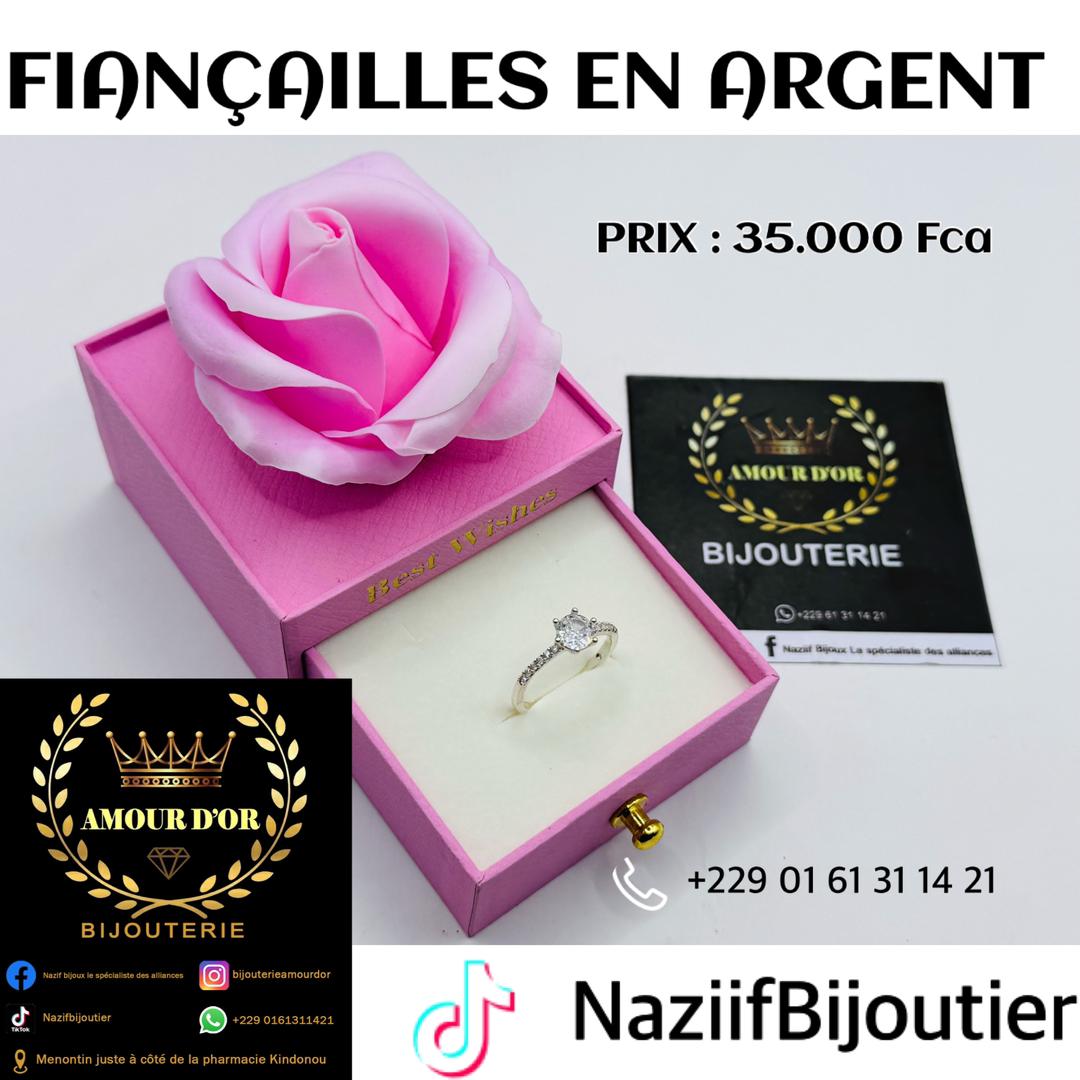 FIANÇAILLES EN ARGENT
PRIX : 35.000 Fca
Best Wishes
AMOUR D'OR
BIJOUTERIE
+229 61 31 14 21
Naziif Bijoux La spécialiste des alliances
AMOUR D'OR
BIJOUTERIE
Nazif bijoux le spécialiste des alliances
bijouterieamourdor
TikTok
Nazifbijoutier
+229 0161311421
Menontin juste à côté de la pharmacie Kindonou
+229 01 61 31 14 21
NaziifBijoutier